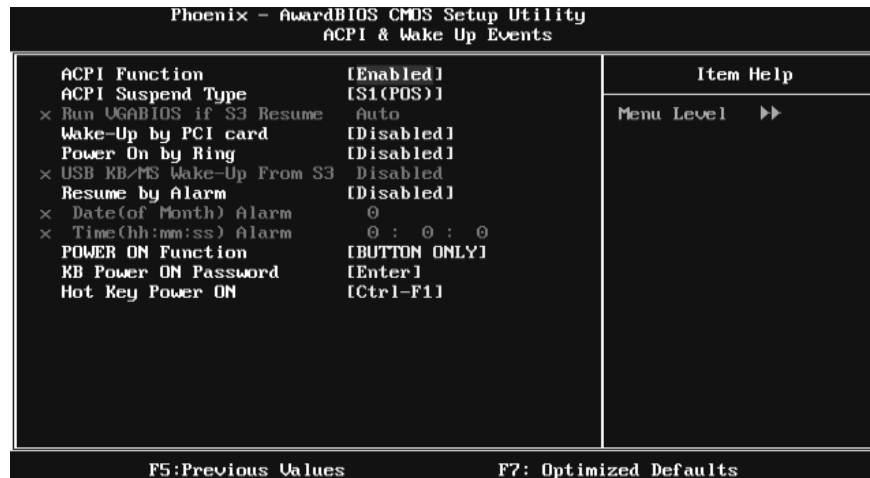 Phoenix - AwardBIOS CMOS Setup Utility
ACPI & Wake Up Events
ACPI Function [Enabled]
ACPI Suspend Type [S1(POS)]
x Run VGABIOS if S3 Resume Auto
Wake-Up by PCI card [Disabled]
Power On by Ring [Disabled]
x USB KB/MS Wake-Up From S3 Disabled
Resume by Alarm [Disabled]
x Date(of Month) Alarm 0
x Time(hh:mm:ss) Alarm 0 : 0 : 0
POWER ON Function [BUTTON ONLY]
KB Power ON Password [Enter]
Hot Key Power ON [Ctrl-F1]
Item Help
Menu Level ▶▶
F5:Previous Values F7: Optimized Defaults